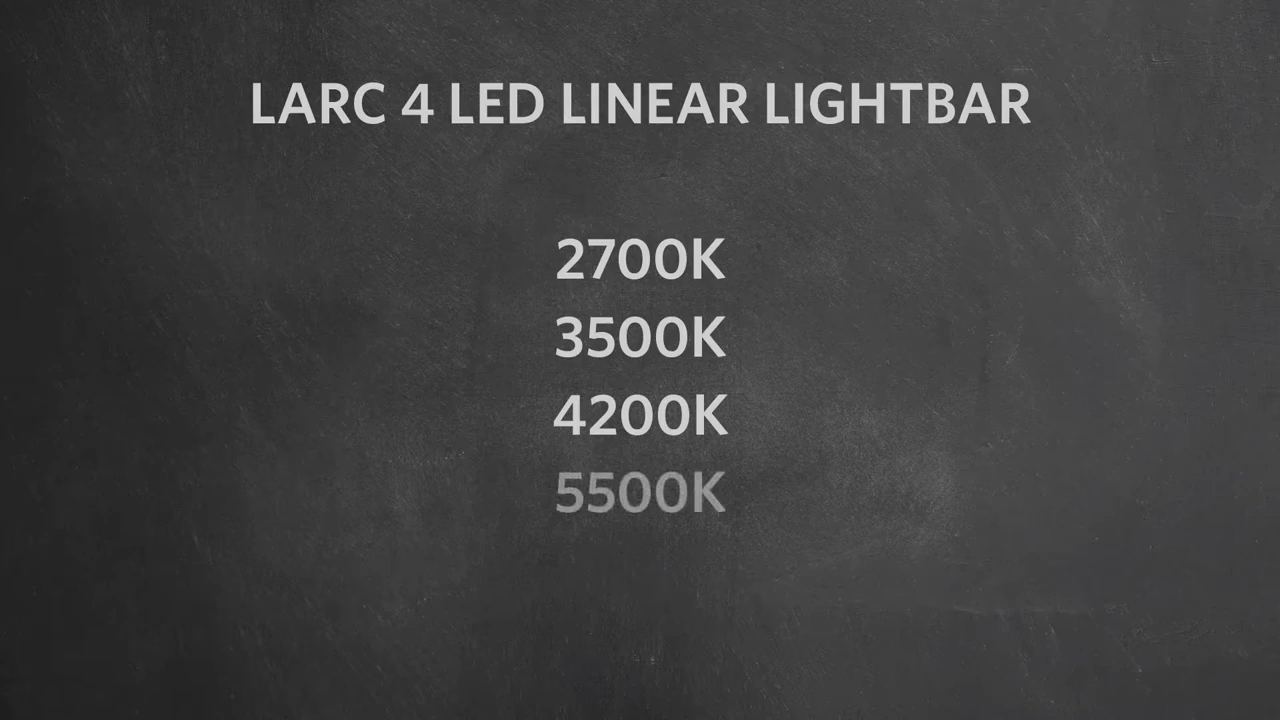 LARC 4 LED LINEAR LIGHTBAR
2700K
3500K
4200K
5500K